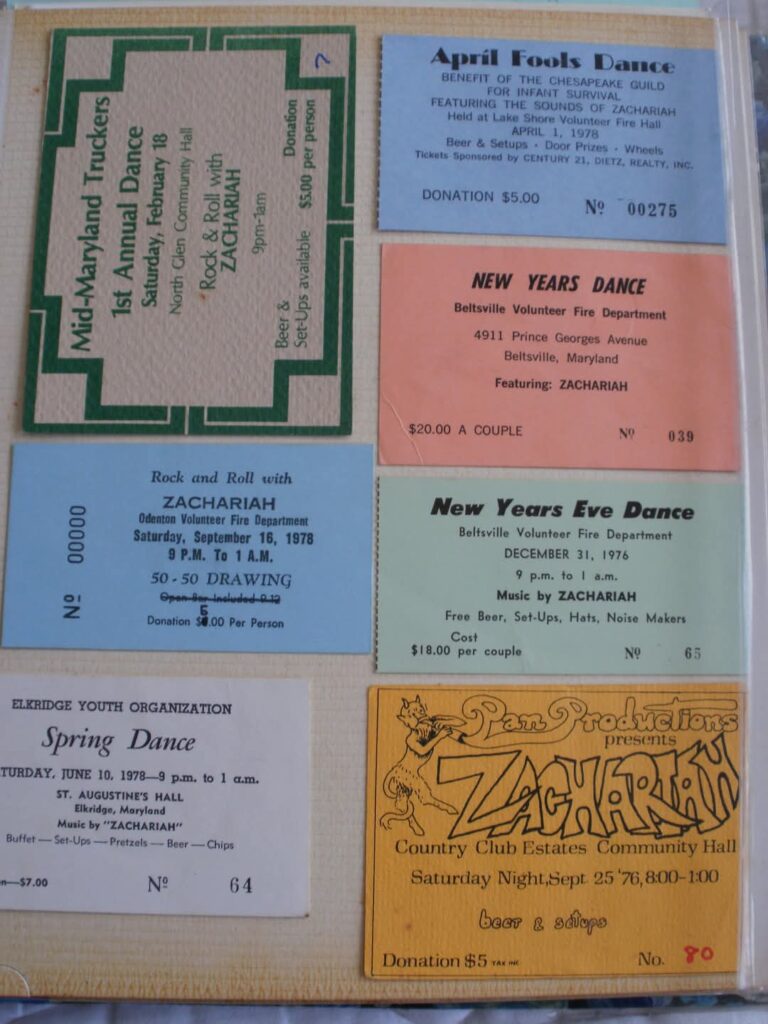 7
Mid-Maryland Truckers
1st Annual Dance
Saturday, February 18
North Glen Community Hall
Rock & Roll with
ZACHARIAH
9pm-1am
Beer &
Set-Ups available
Donation
$5.00 per person
April Fools Dance
BENEFIT OF THE CHESAPEAKE GUILD
FOR INFANT SURVIVAL
FEATURING THE SOUNDS OF ZACHARIAH
Held at Lake Shore Volunteer Fire Hall
APRIL 1, 1978
Beer & Setups • Door Prizes • Wheels
Tickets Sponsored by CENTURY 21, DIETZ, REALTY, INC.
DONATION $5.00 Nº 00275
NEW YEARS DANCE
Beltsville Volunteer Fire Department
4911 Prince Georges Avenue
Beltsville, Maryland
Featuring: ZACHARIAH
$20.00 A COUPLE Nº 039
Nº 00000
Rock and Roll with
ZACHARIAH
Odenton Volunteer Fire Department
Saturday, September 16, 1978
9 P.M. To 1 A.M.
50-50 DRAWING
Open Bar Included 9-12
5
Donation $ .00 Per Person
New Years Eve Dance
Beltsville Volunteer Fire Department
DECEMBER 31, 1976
9 p.m. to 1 a.m.
Music by ZACHARIAH
Free Beer, Set-Ups, Hats, Noise Makers
Cost
$18.00 per couple Nº 65
ELKRIDGE YOUTH ORGANIZATION
Spring Dance
TURDAY, JUNE 10, 1978—9 p.m. to 1 a.m.
ST. AUGUSTINE'S HALL
Elkridge, Maryland
Music by "ZACHARIAH"
Buffet — Set-Ups — Pretzels — Beer — Chips
n—$7.00 Nº 64
Pan Productions
presents
ZACHARIAH
Country Club Estates Community Hall
Saturday Night, Sept 25 '76, 8:00-1:00
beer & setups
Donation $5 TAX INC. No. 80